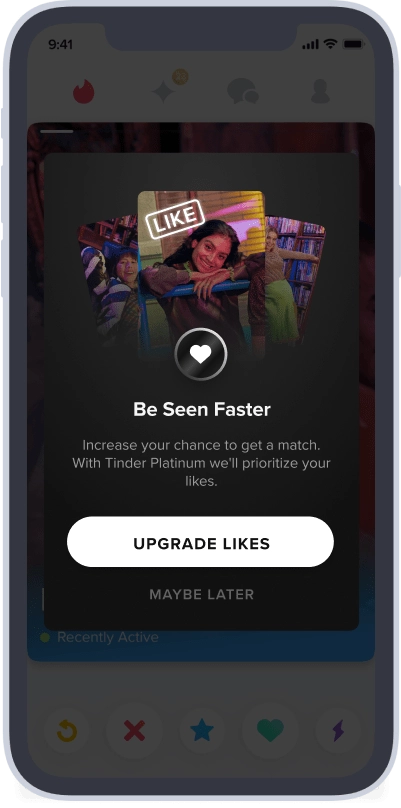 9:41
LIKE
Be Seen Faster
Increase your chance to get a match.
With Tinder Platinum we'll prioritize your
likes.
UPGRADE LIKES
MAYBE LATER
Recently Active